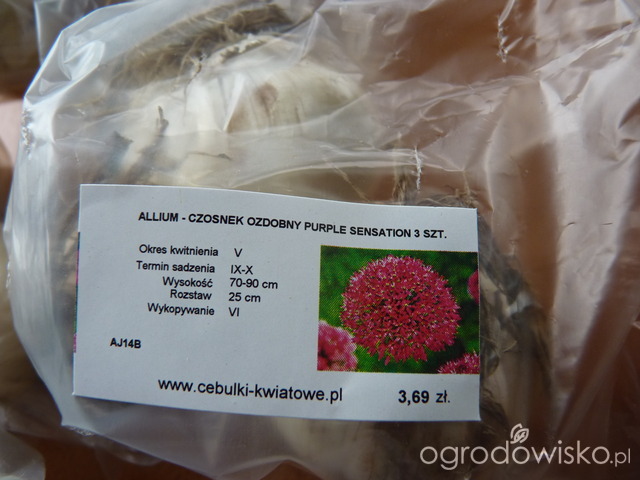 ALLIUM - CZOSNEK OZDOBNY PURPLE SENSATION 3 SZT.
Okres kwitnienia V
Termin sadzenia IX-X
Wysokość 70-90 cm
Rozstaw 25 cm
Wykopywanie VI
AJ14B
www.cebulki-kwiatowe.pl 3,69 zł.
ogrodowisko.pl